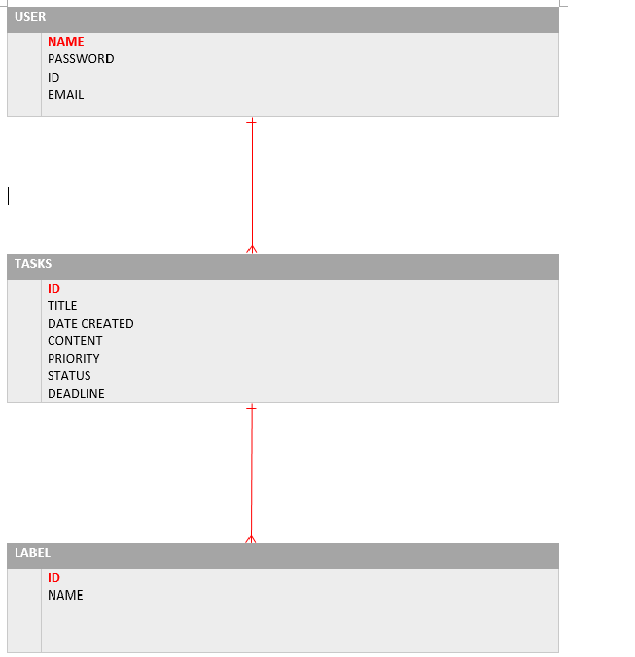 USER
NAME
PASSWORD
ID
EMAIL
TASKS
ID
TITLE
DATE CREATED
CONTENT
PRIORITY
STATUS
DEADLINE
LABEL
ID
NAME